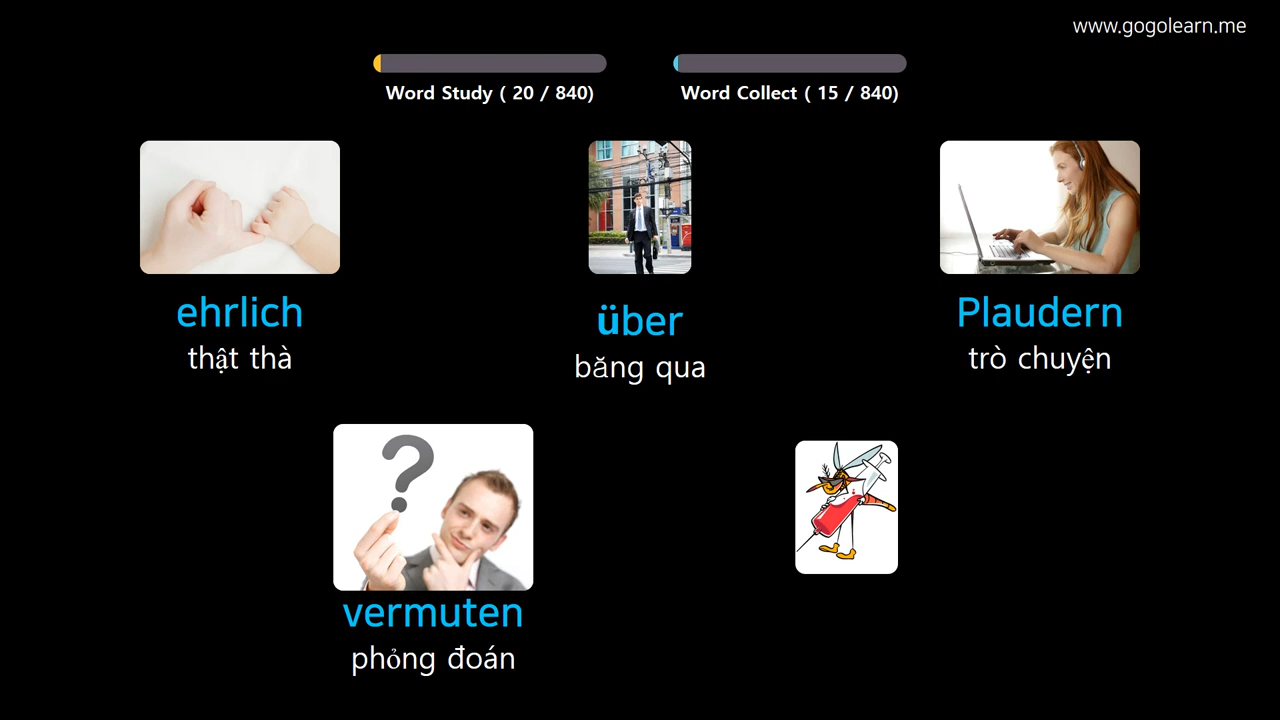 www.gogolearn.me
Word Study ( 20 / 840)
Word Collect ( 15 / 840)
ehrlich
thật thà
über
băng qua
Plaudern
trò chuyện
vermuten
phỏng đoán